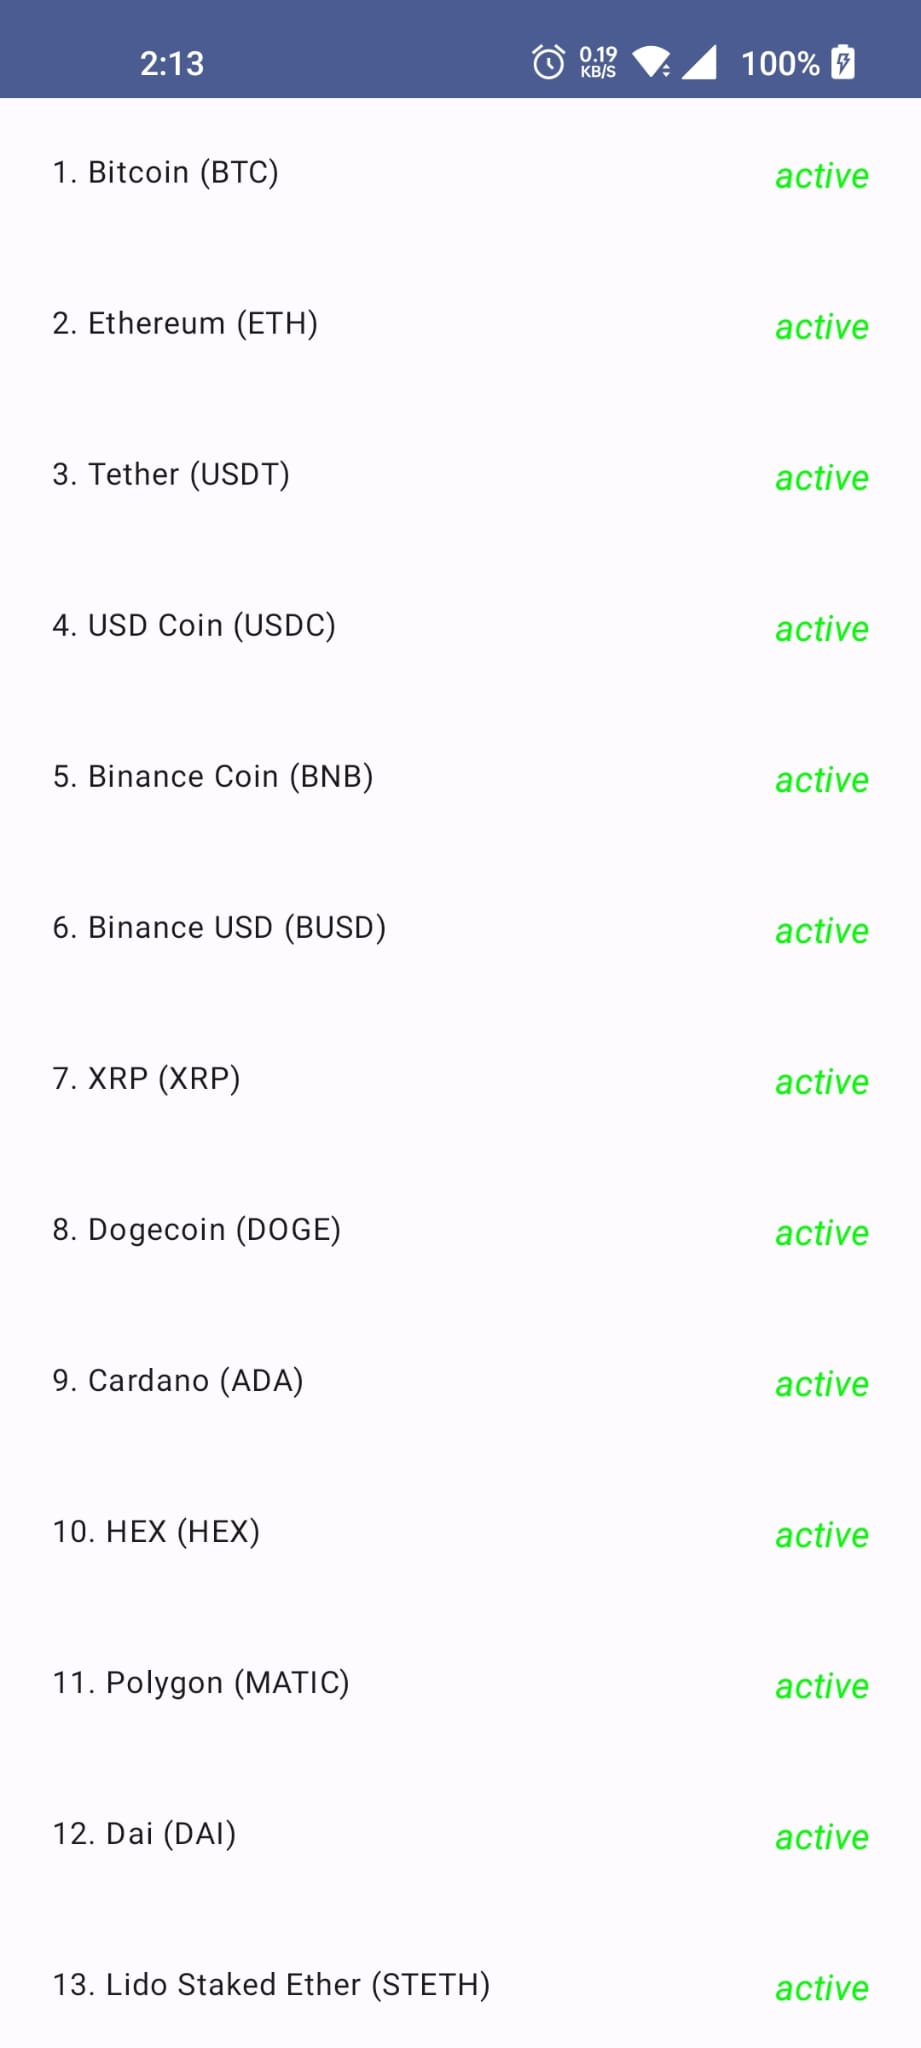 2:13 0.19 KB/S 100%
1. Bitcoin (BTC) active
2. Ethereum (ETH) active
3. Tether (USDT) active
4. USD Coin (USDC) active
5. Binance Coin (BNB) active
6. Binance USD (BUSD) active
7. XRP (XRP) active
8. Dogecoin (DOGE) active
9. Cardano (ADA) active
10. HEX (HEX) active
11. Polygon (MATIC) active
12. Dai (DAI) active
13. Lido Staked Ether (STETH) active